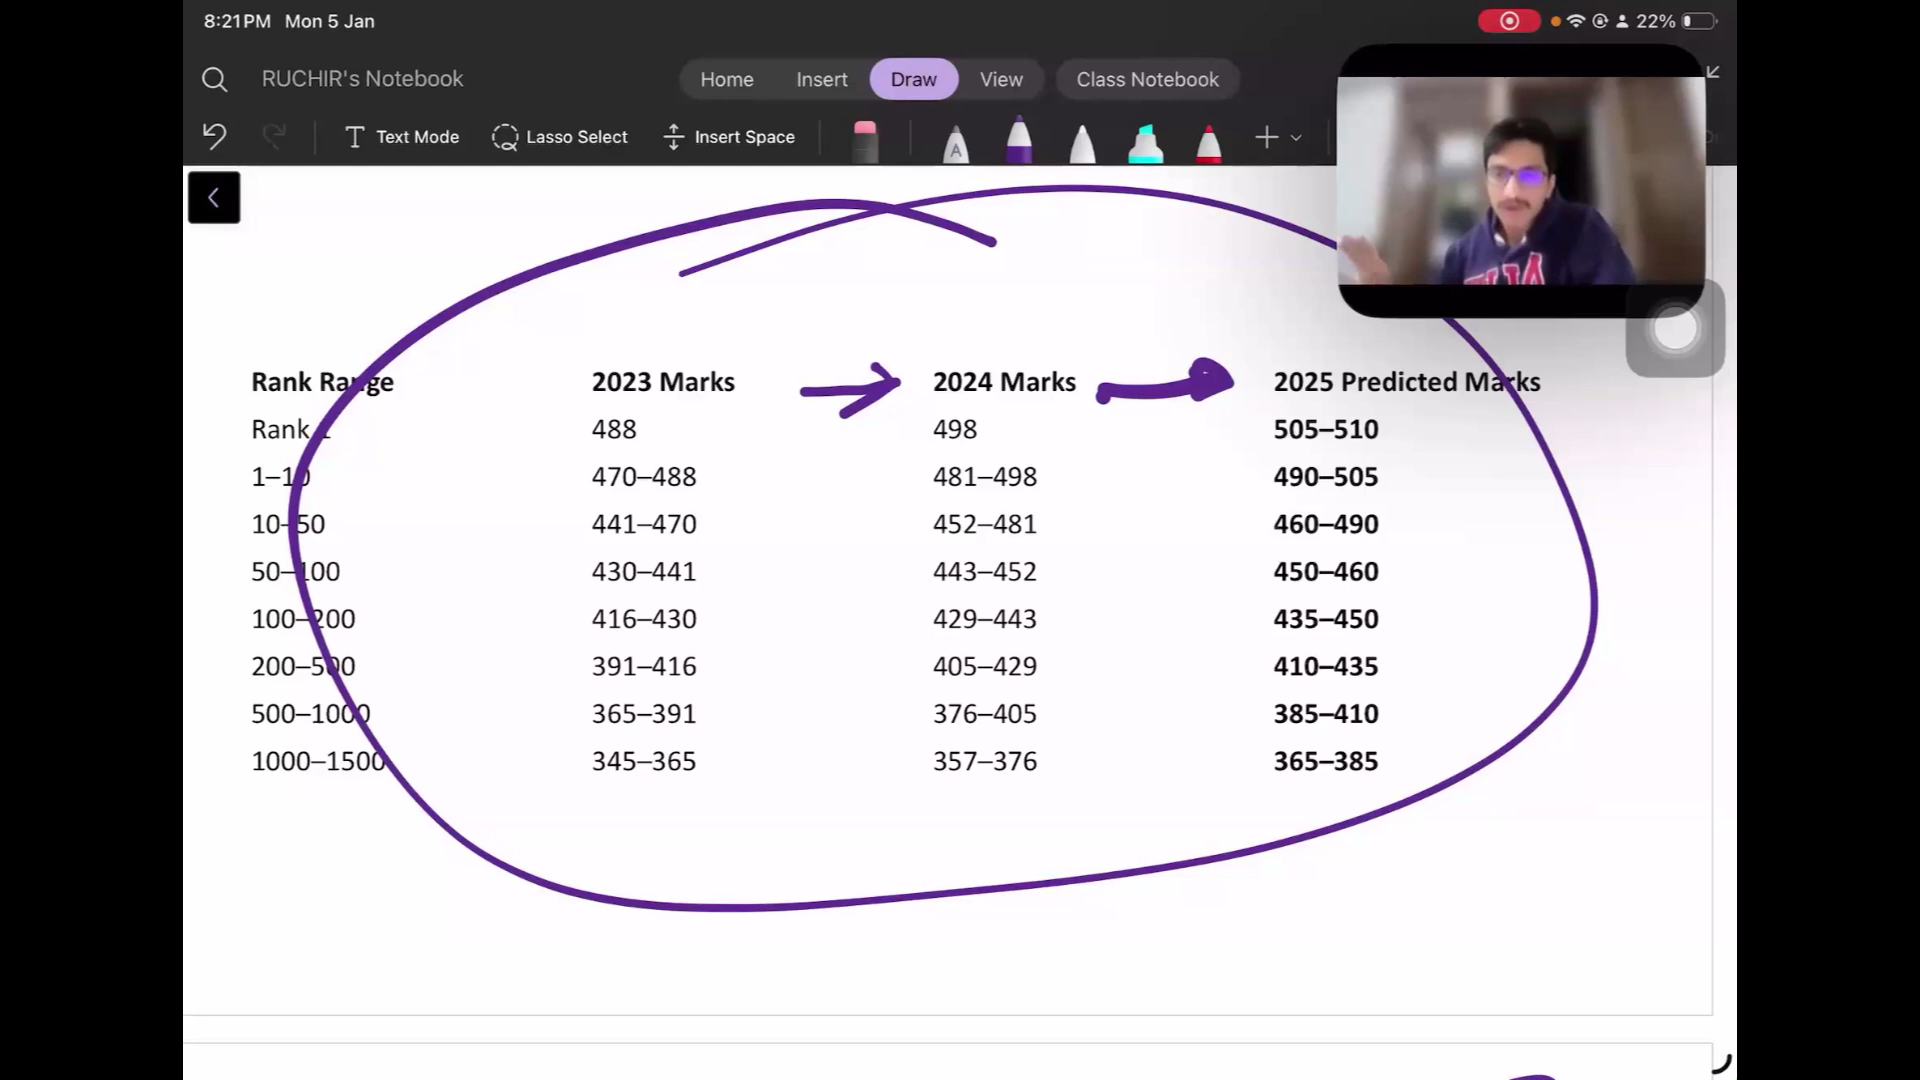 8:21 PM Mon 5 Jan 22%
RUCHIR's Notebook Home Insert Draw View Class Notebook
Text Mode Lasso Select Insert Space A
Rank Range 2023 Marks 2024 Marks 2025 Predicted Marks
Rank 1 488 498 505–510
1–10 470–488 481–498 490–505
10–50 441–470 452–481 460–490
50–100 430–441 443–452 450–460
100–200 416–430 429–443 435–450
200–500 391–416 405–429 410–435
500–1000 365–391 376–405 385–410
1000–1500 345–365 357–376 365–385